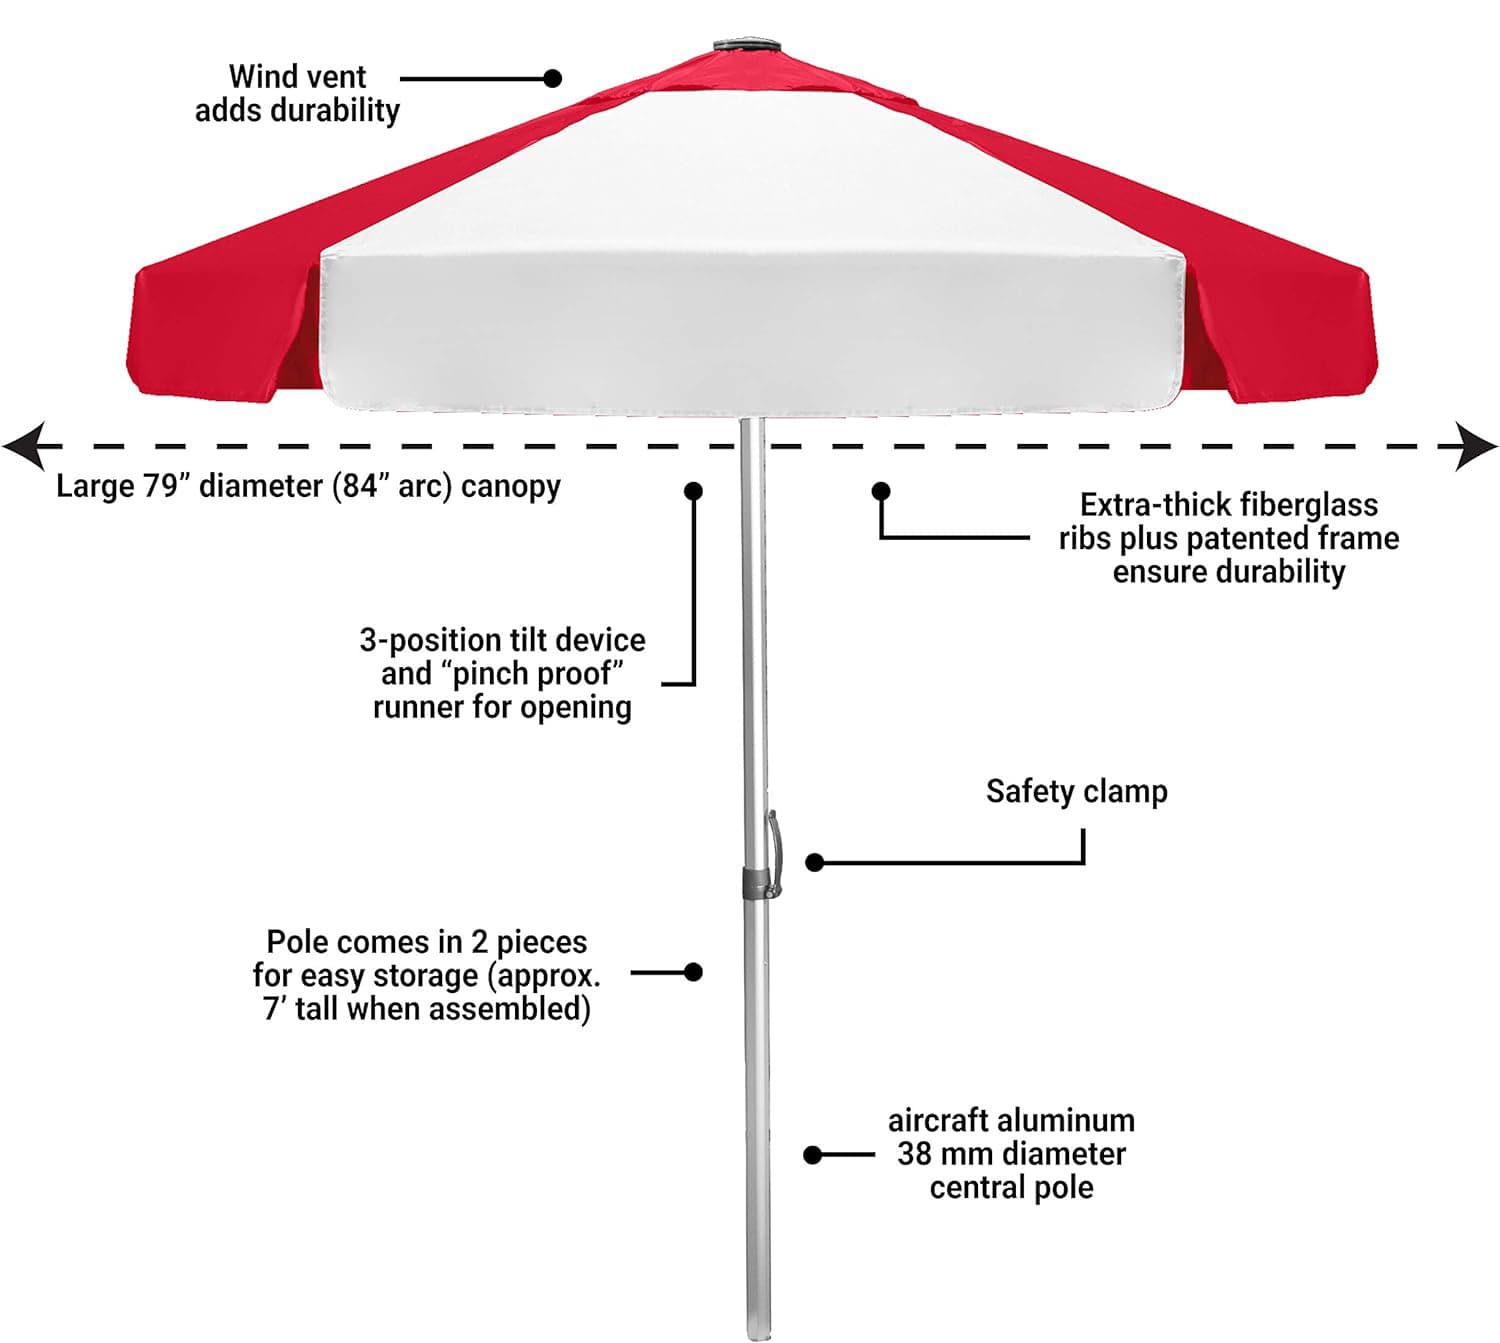 Wind vent
adds durability
Large 79” diameter (84” arc) canopy
Extra-thick fiberglass
ribs plus patented frame
ensure durability
3-position tilt device
and “pinch proof”
runner for opening
Safety clamp
Pole comes in 2 pieces
for easy storage (approx.
7’ tall when assembled)
aircraft aluminum
38 mm diameter
central pole